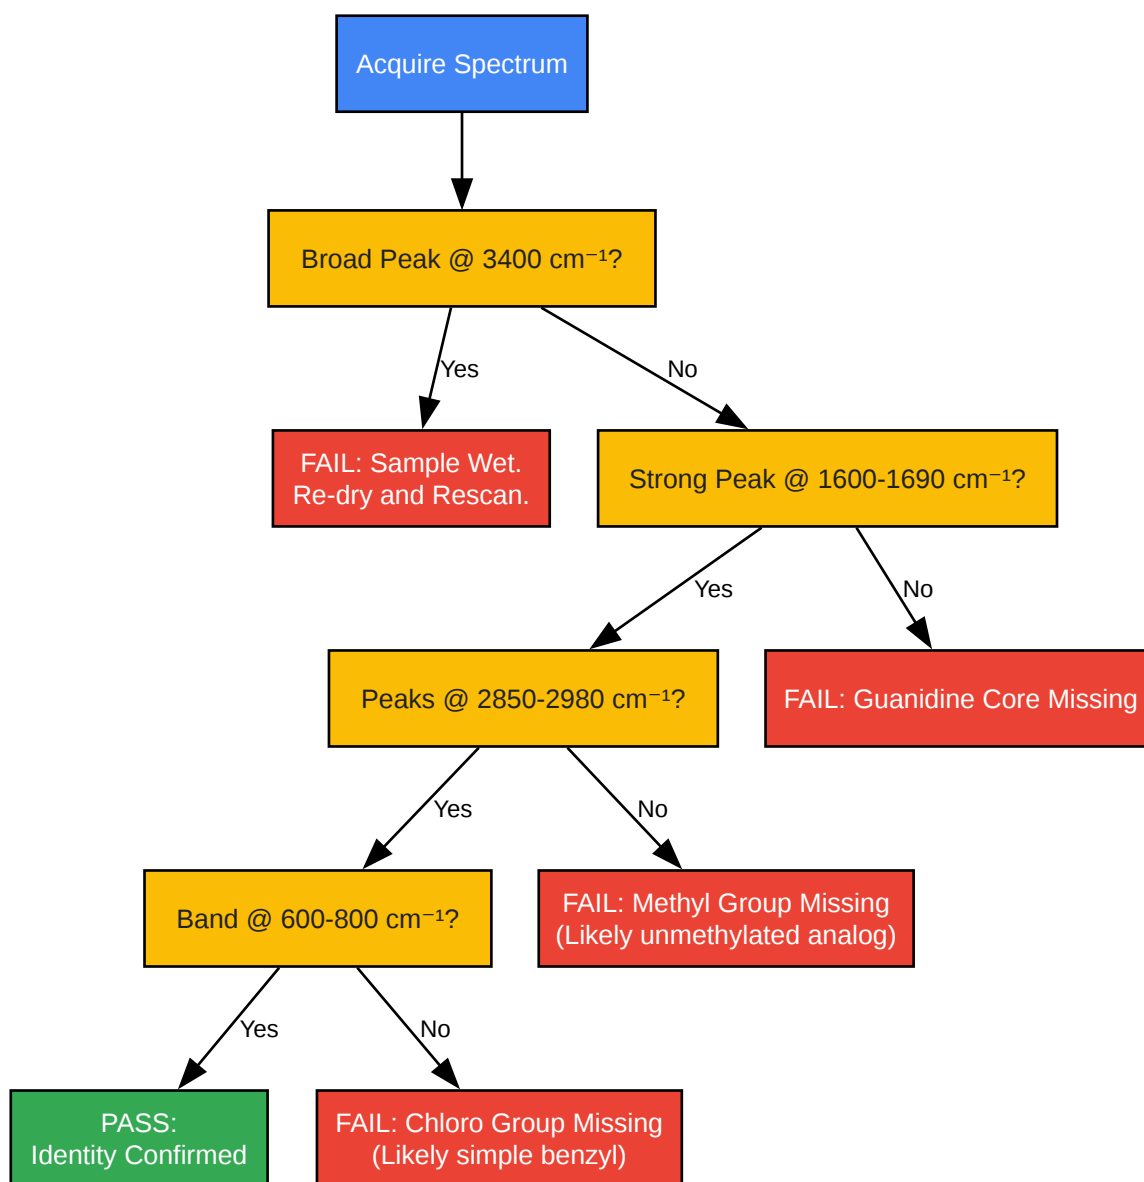 Acquire Spectrum
Broad Peak @ 3400 cm⁻¹?
Yes
No
FAIL: Sample Wet.
Re-dry and Rescan.
Strong Peak @ 1600-1690 cm⁻¹?
Yes
No
Peaks @ 2850-2980 cm⁻¹?
FAIL: Guanidine Core Missing
Yes
No
Band @ 600-800 cm⁻¹?
FAIL: Methyl Group Missing
(Likely unmethylated analog)
Yes
No
PASS:
Identity Confirmed
FAIL: Chloro Group Missing
(Likely simple benzyl)